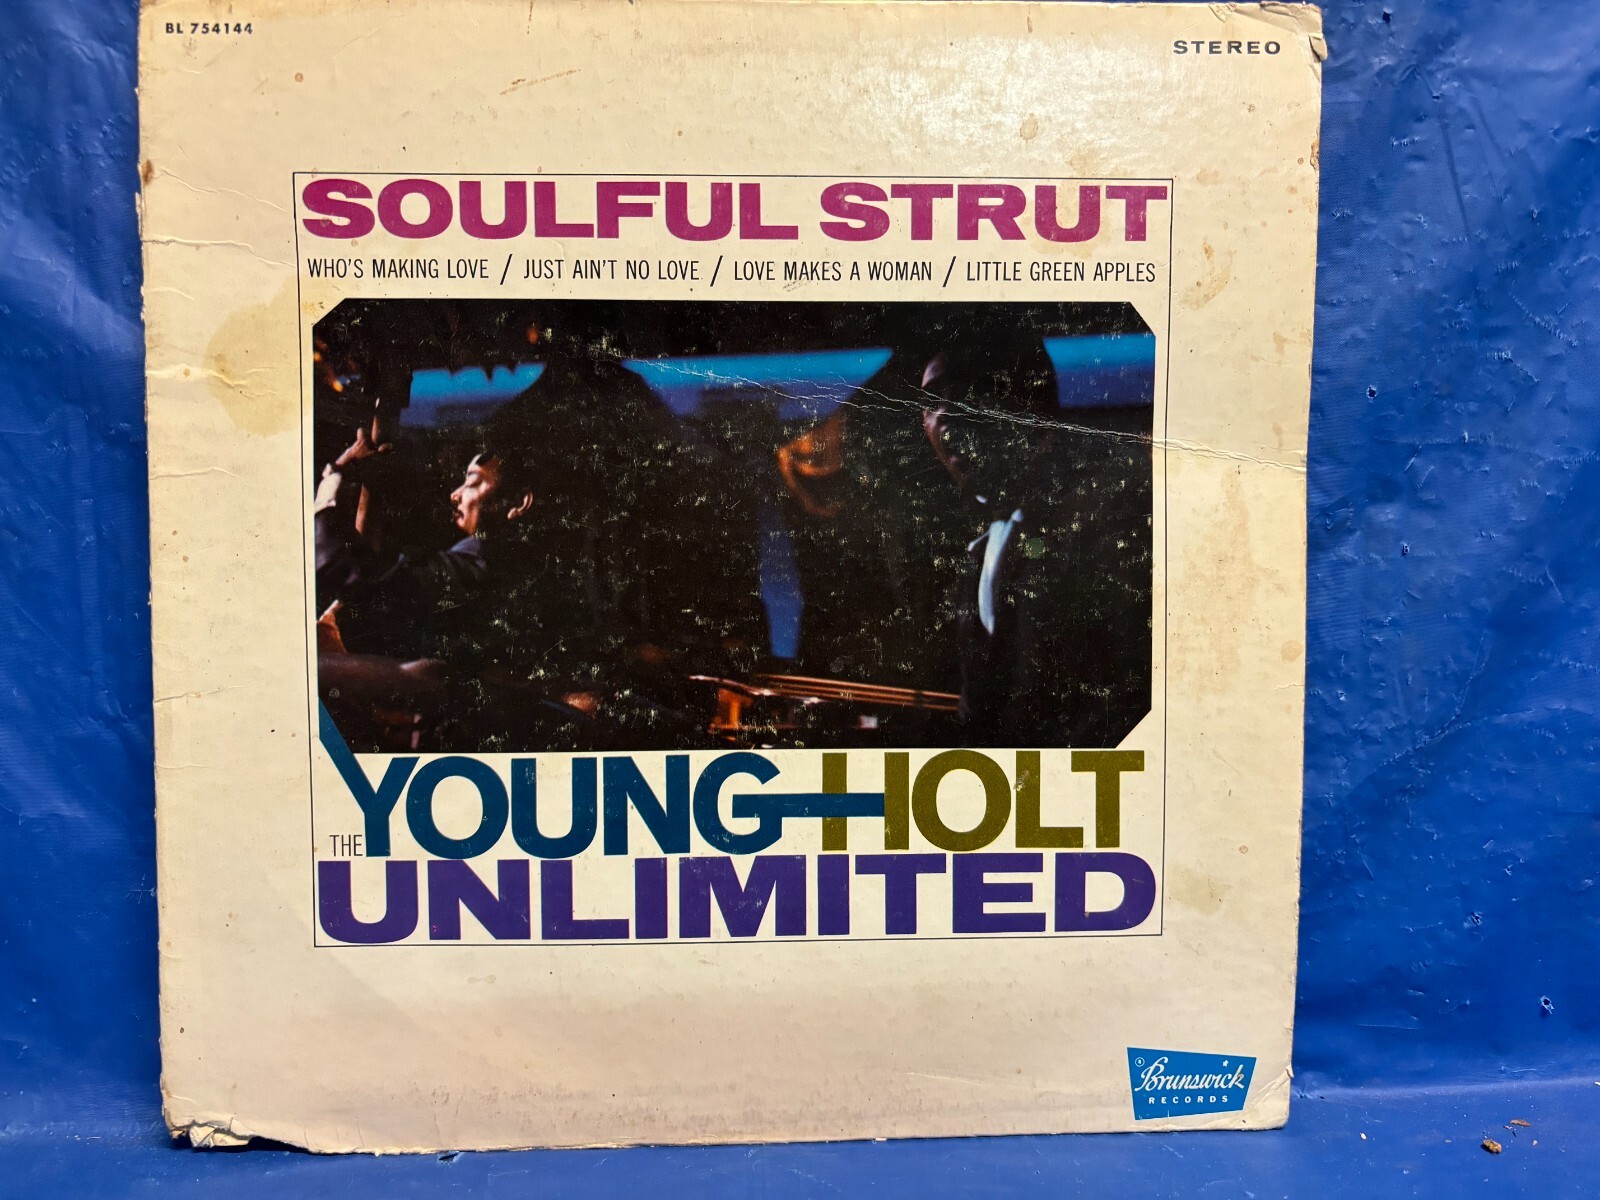 BL 754144
STEREO
SOULFUL STRUT
WHO'S MAKING LOVE / JUST AIN'T NO LOVE / LOVE MAKES A WOMAN / LITTLE GREEN APPLES
THE YOUNG-HOLT
UNLIMITED
Brunswick
RECORDS